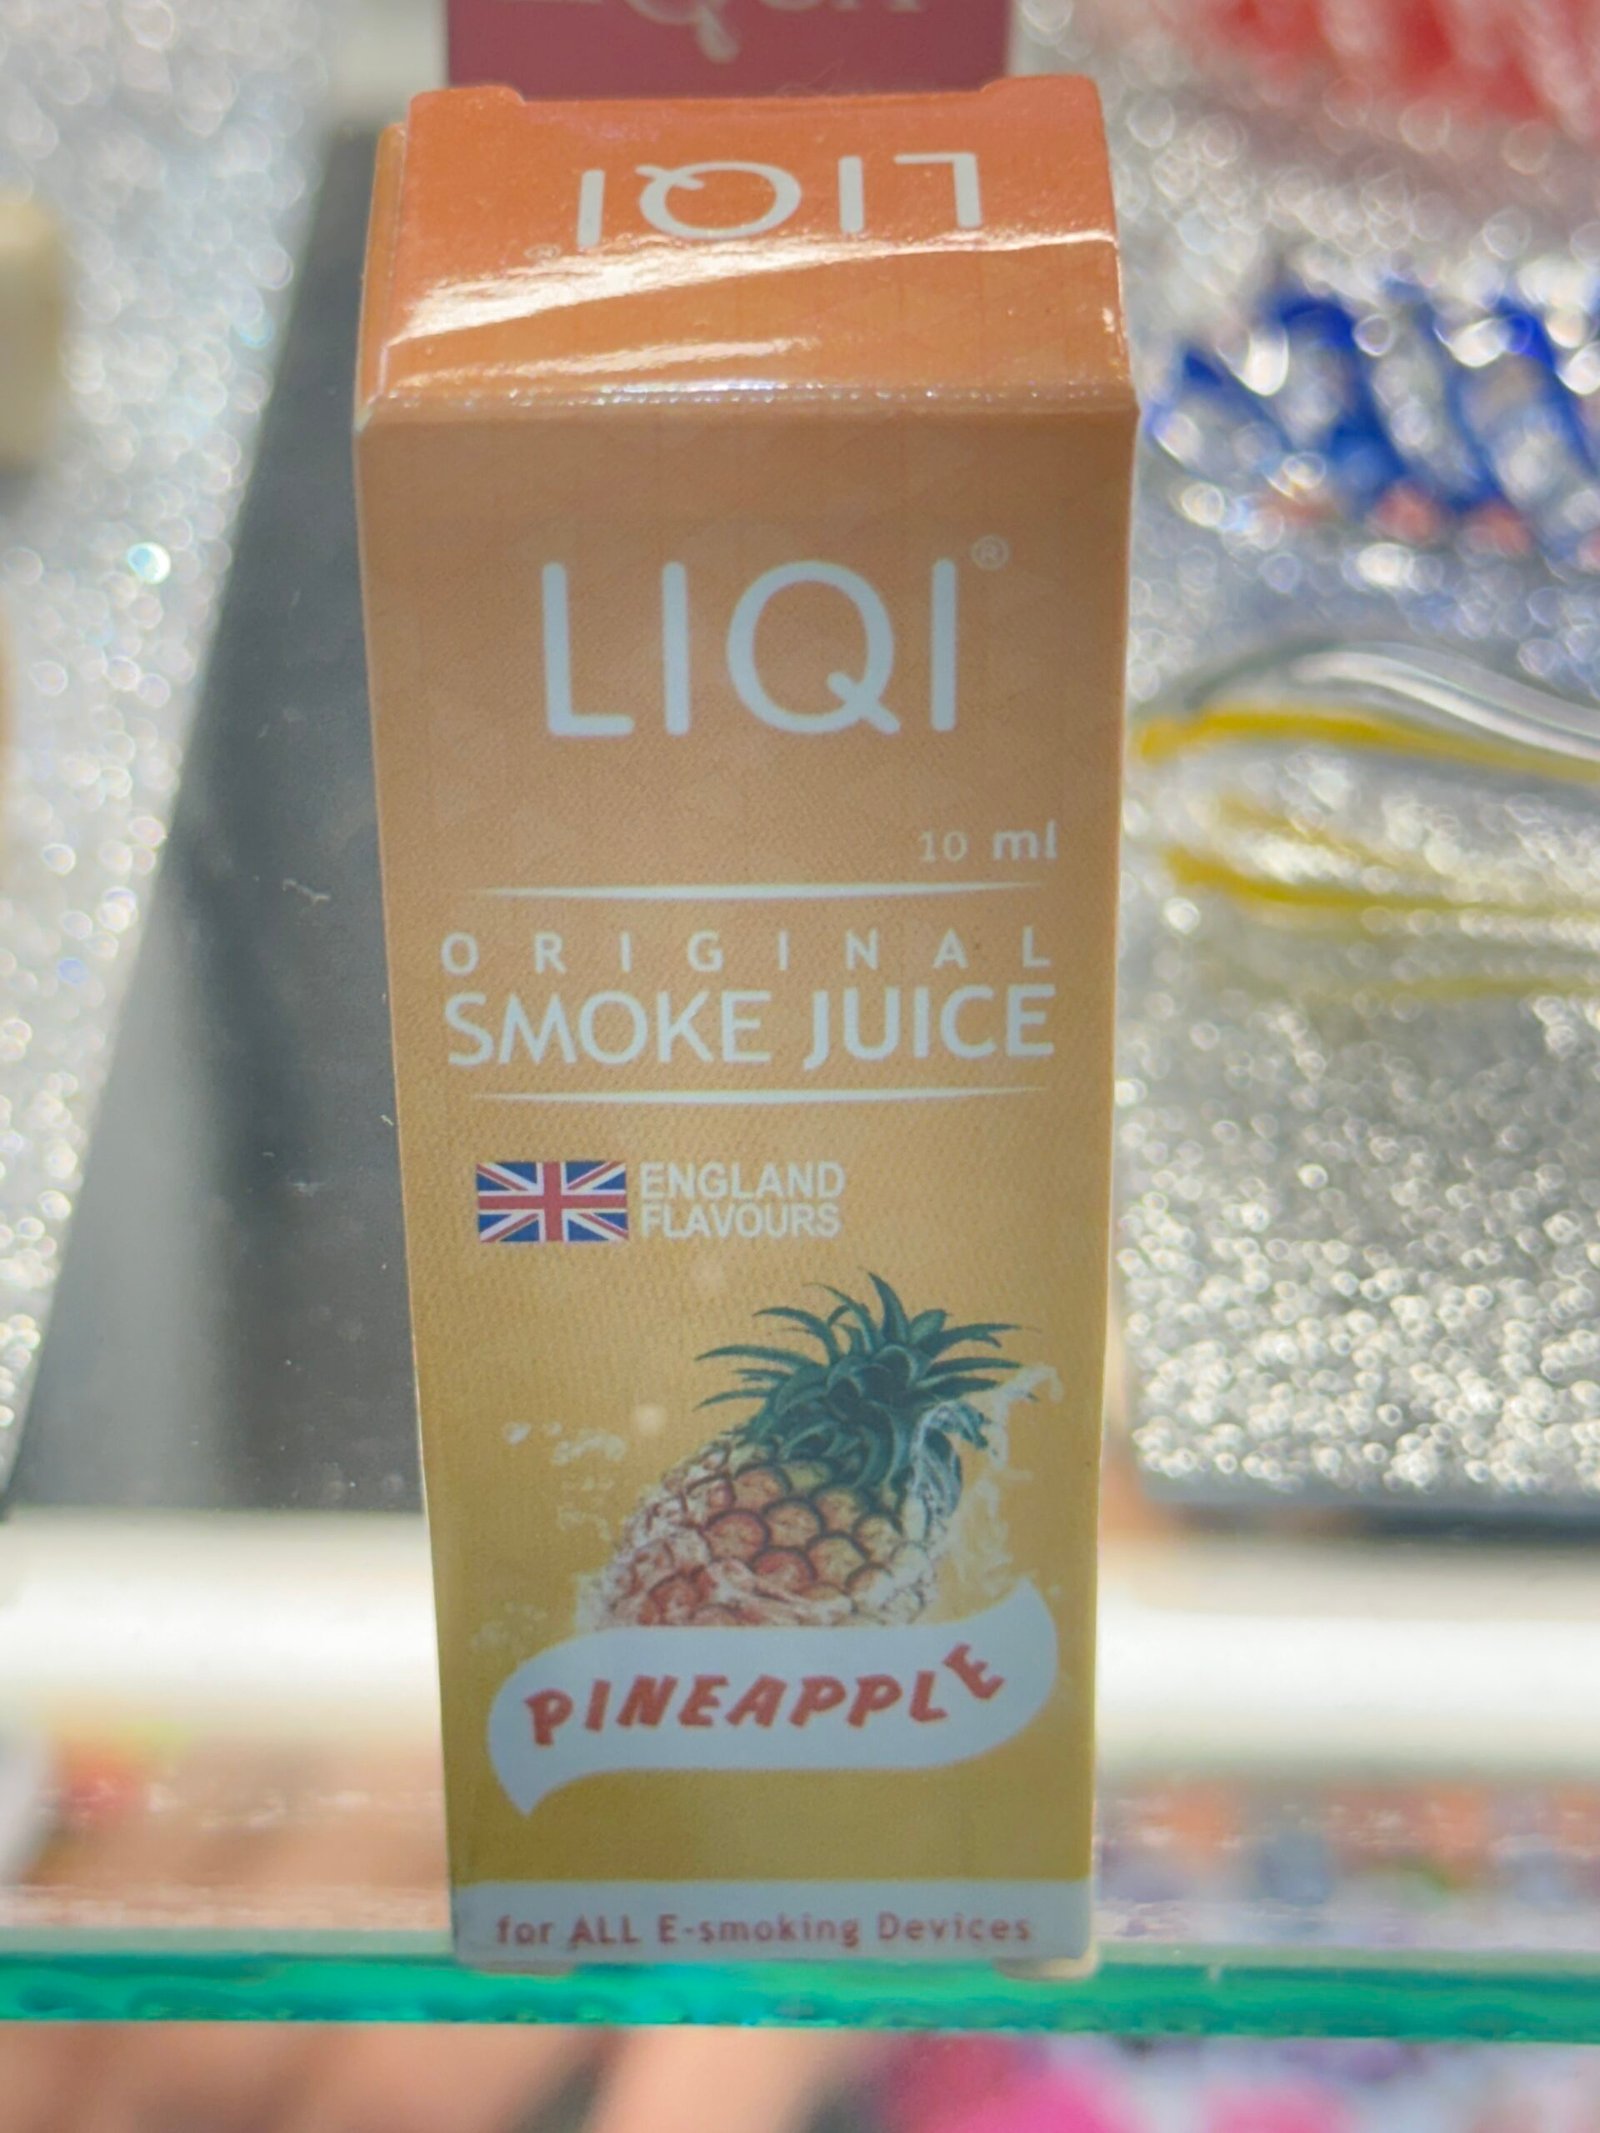 LIQI
LIQI®
10 ml
ORIGINAL
SMOKE JUICE
ENGLAND
FLAVOURS
PINEAPPLE
for ALL E-smoking Devices